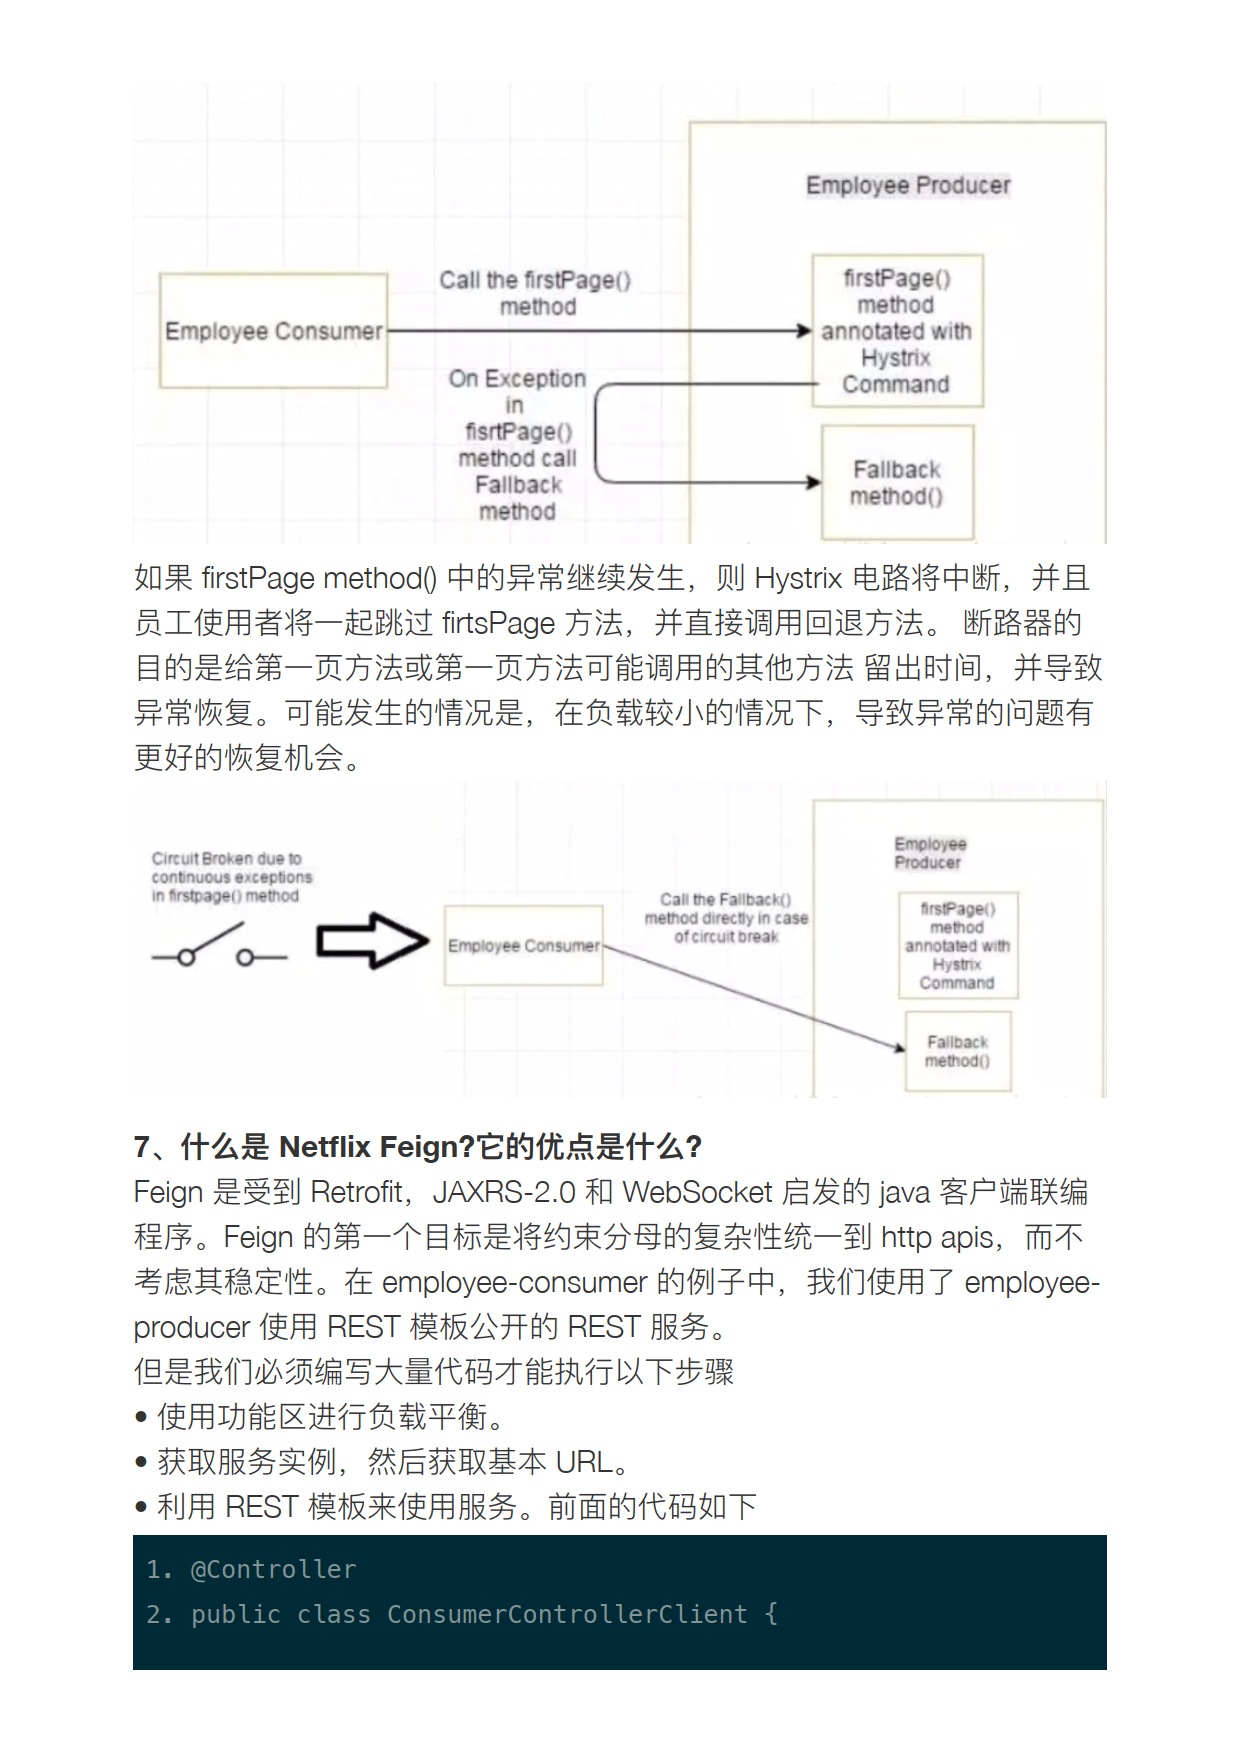 Employee Producer
Call the firstPage()
method
Employee Consumer
firstPage()
method
annotated with
Hystrix
Command
On Exception
in
fisrtPage()
method call
Fallback
method
Fallback
method()
如果 firstPage method() 中的异常继续发生，则 Hystrix 电路将中断，并且
员工使用者将一起跳过 firtsPage 方法，并直接调用回退方法。 断路器的
目的是给第一页方法或第一页方法可能调用的其他方法 留出时间，并导致
异常恢复。可能发生的情况是，在负载较小的情况下，导致异常的问题有
更好的恢复机会。
Circuit Broken due to
continuous exceptions
in firstpage() method
Employee Consumer
Call the Fallback()
method directly in case
of circuit break
Employee
Producer
firstPage()
method
annotated with
Hystrix
Command
Fallback
method()
7、什么是 Netflix Feign?它的优点是什么?
Feign 是受到 Retrofit，JAXRS-2.0 和 WebSocket 启发的 java 客户端联编
程序。Feign 的第一个目标是将约束分母的复杂性统一到 http apis，而不
考虑其稳定性。在 employee-consumer 的例子中，我们使用了 employee-
producer 使用 REST 模板公开的 REST 服务。
但是我们必须编写大量代码才能执行以下步骤
● 使用功能区进行负载平衡。
● 获取服务实例，然后获取基本 URL。
● 利用 REST 模板来使用服务。前面的代码如下
1. @Controller
2. public class ConsumerControllerClient {